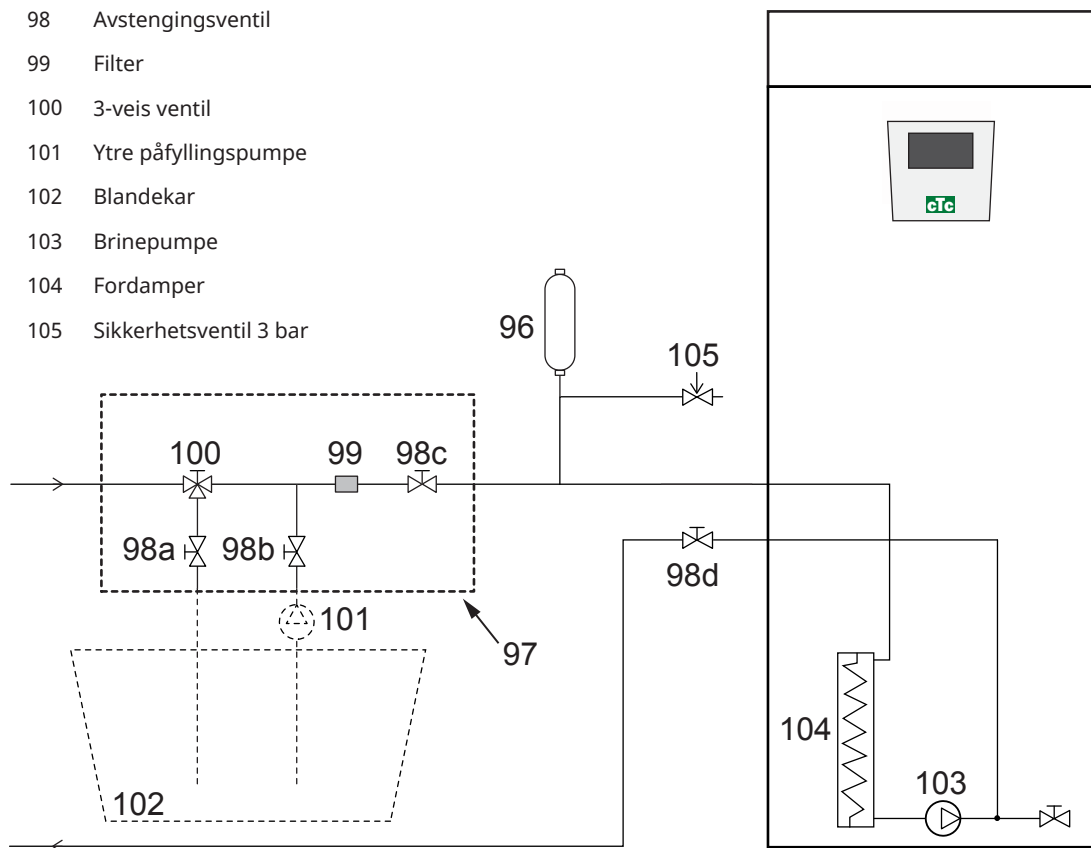 98 Avstengingsventil
99 Filter
100 3-veis ventil
101 Ytre påfyllingspumpe
102 Blandekar
103 Brinepumpe
104 Fordamper
105 Sikkerhetsventil 3 bar
cTc
96
105
100
99
98c
98a
98b
98d
101
97
104
103
102